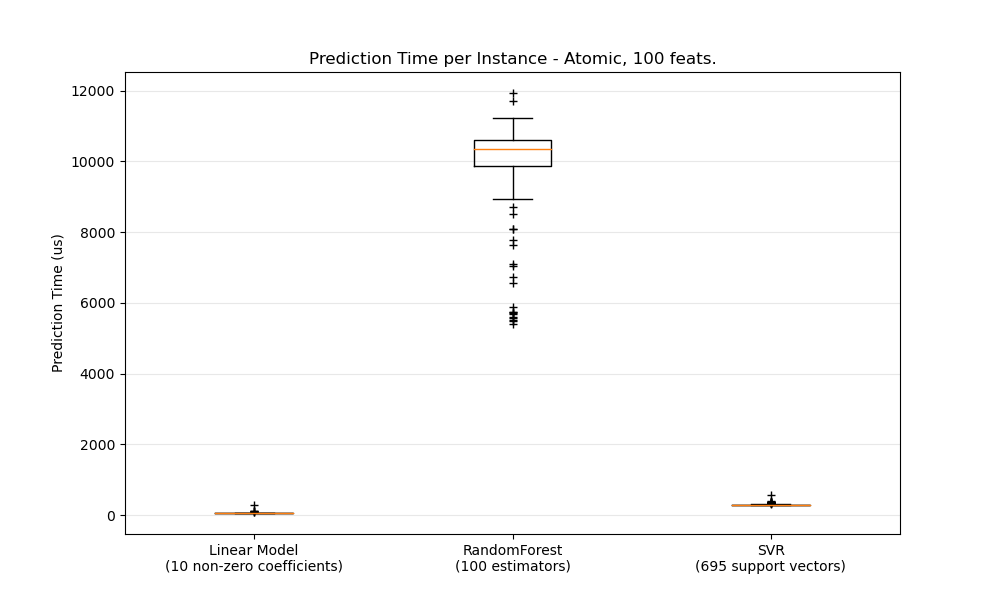 Prediction Time per Instance - Atomic, 100 feats.
Prediction Time (us)
12000
10000
8000
6000
4000
2000
0
Linear Model
(10 non-zero coefficients)
RandomForest
(100 estimators)
SVR
(695 support vectors)